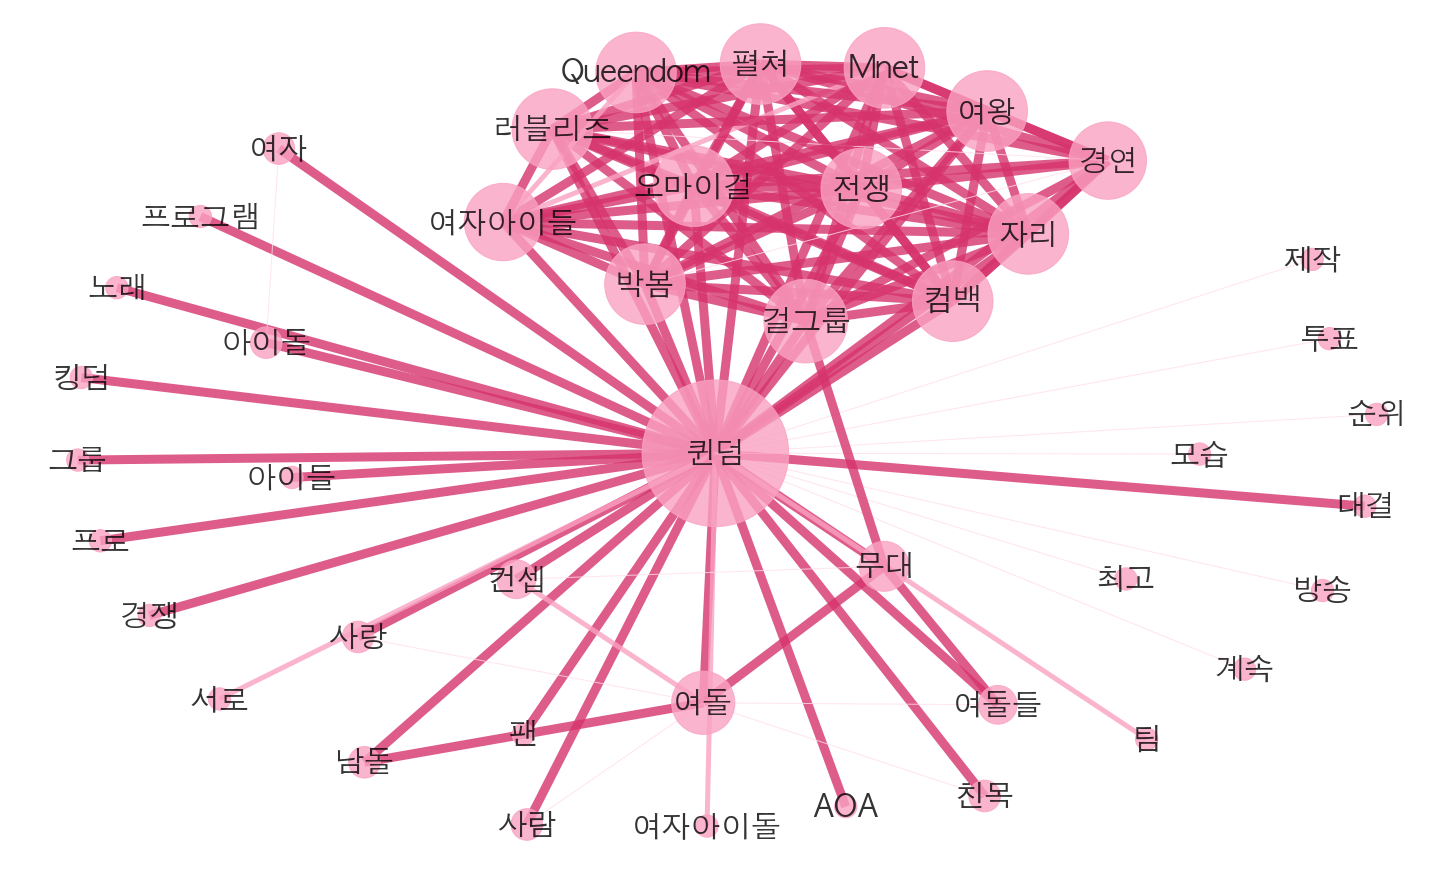 Queendom
펼쳐
Mnet
여왕
러블리즈
경연
여자
오마이걸
전쟁
프로그램
여자아이들
자리
제작
노래
박봄
컴백
걸그룹
아이돌
투표
킹덤
순위
그룹
퀸덤
모습
아이들
대결
프로
컨셉
무대
최고
방송
경쟁
사랑
계속
서로
여돌
여돌들
팬
팀
남돌
친목
AOA
사람
여자아이돌